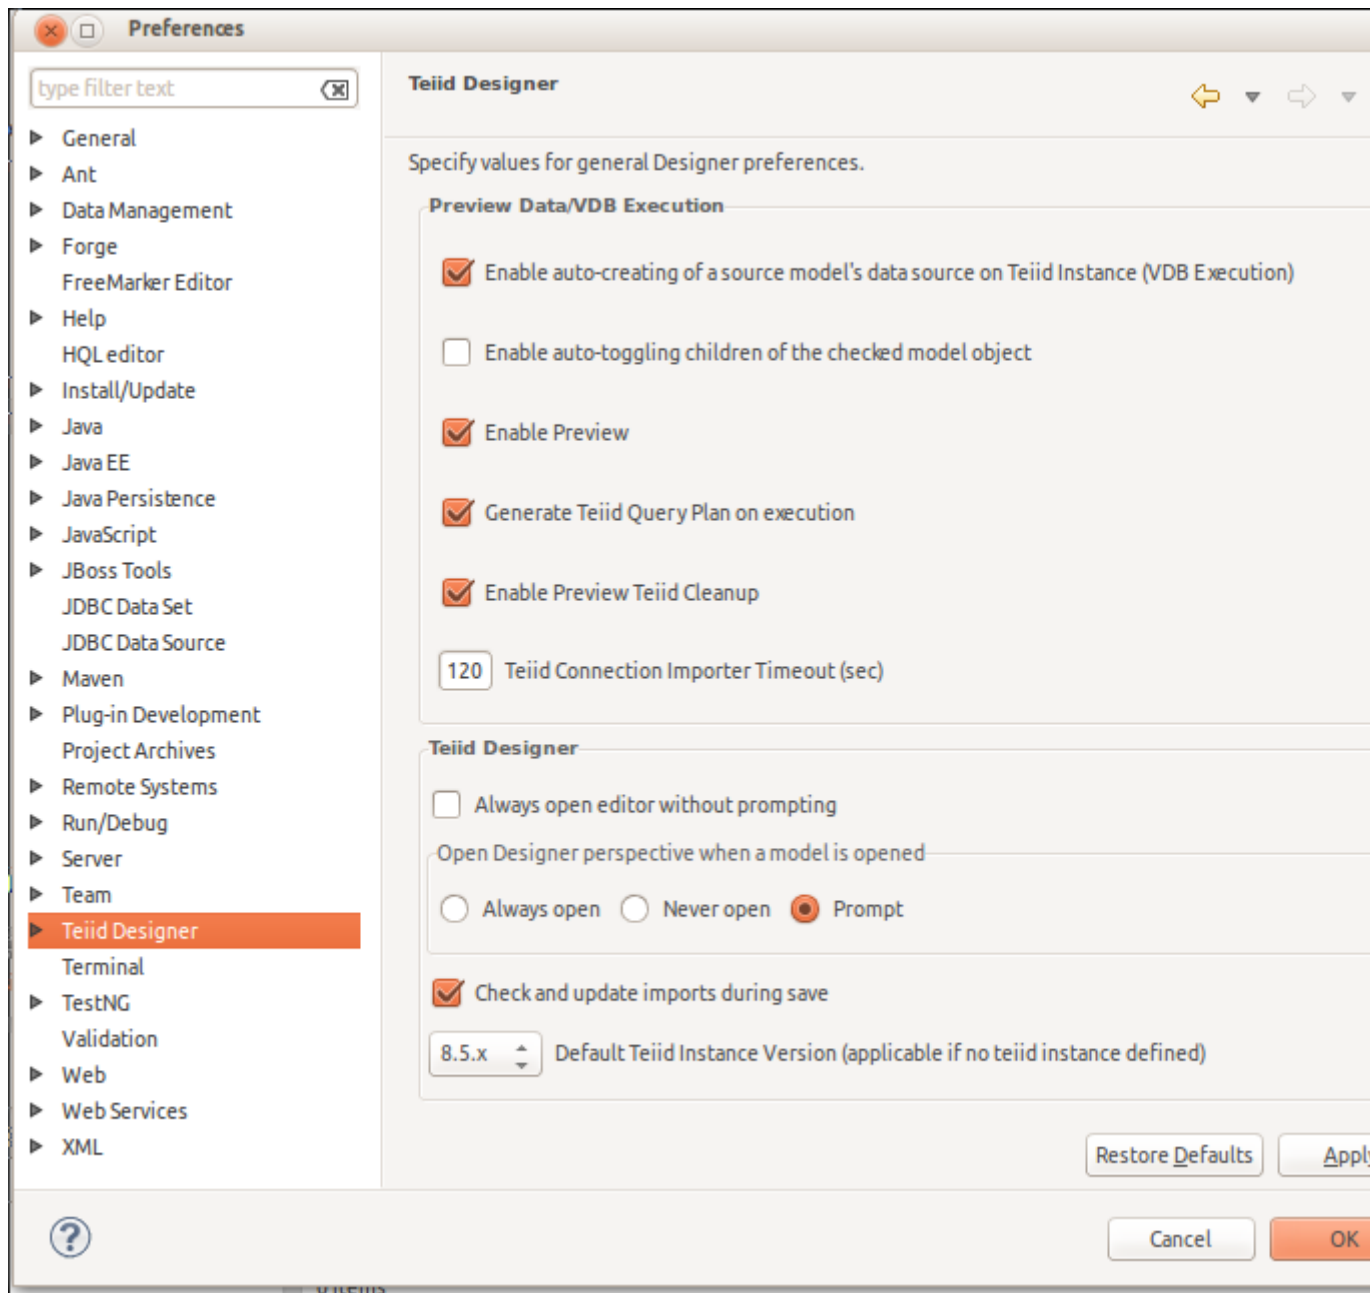 Preferences
type filter text
General
Ant
Data Management
Forge
FreeMarker Editor
Help
HQL editor
Install/Update
Java
Java EE
Java Persistence
JavaScript
JBoss Tools
JDBC Data Set
JDBC Data Source
Maven
Plug-in Development
Project Archives
Remote Systems
Run/Debug
Server
Team
Teiid Designer
Terminal
TestNG
Validation
Web
Web Services
XML
Teiid Designer
Specify values for general Designer preferences.
Preview Data/VDB Execution
Enable auto-creating of a source model's data source on Teiid Instance (VDB Execution)
Enable auto-toggling children of the checked model object
Enable Preview
Generate Teiid Query Plan on execution
Enable Preview Teiid Cleanup
120 Teiid Connection Importer Timeout (sec)
Teiid Designer
Always open editor without prompting
Open Designer perspective when a model is opened
Always open Never open Prompt
Check and update imports during save
8.5.x Default Teiid Instance Version (applicable if no teiid instance defined)
Restore Defaults Apply
Cancel OK